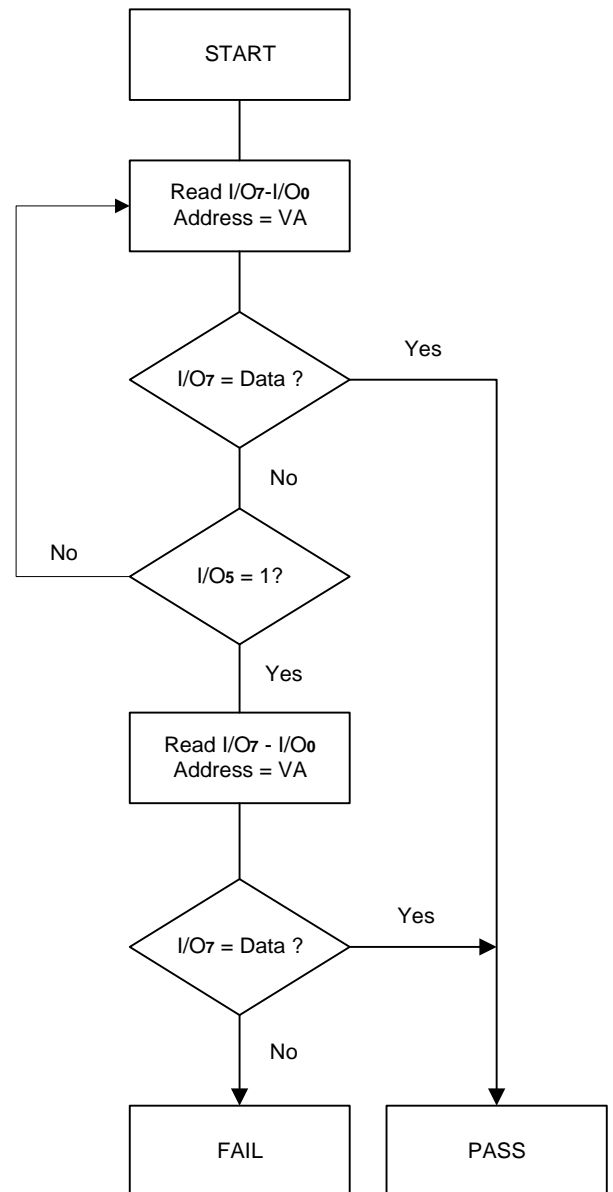 START
Read I/O7-I/O0
Address = VA
Yes
I/O7 = Data ?
No
No
I/O5 = 1?
Yes
Read I/O7 - I/O0
Address = VA
Yes
I/O7 = Data ?
No
FAIL
PASS